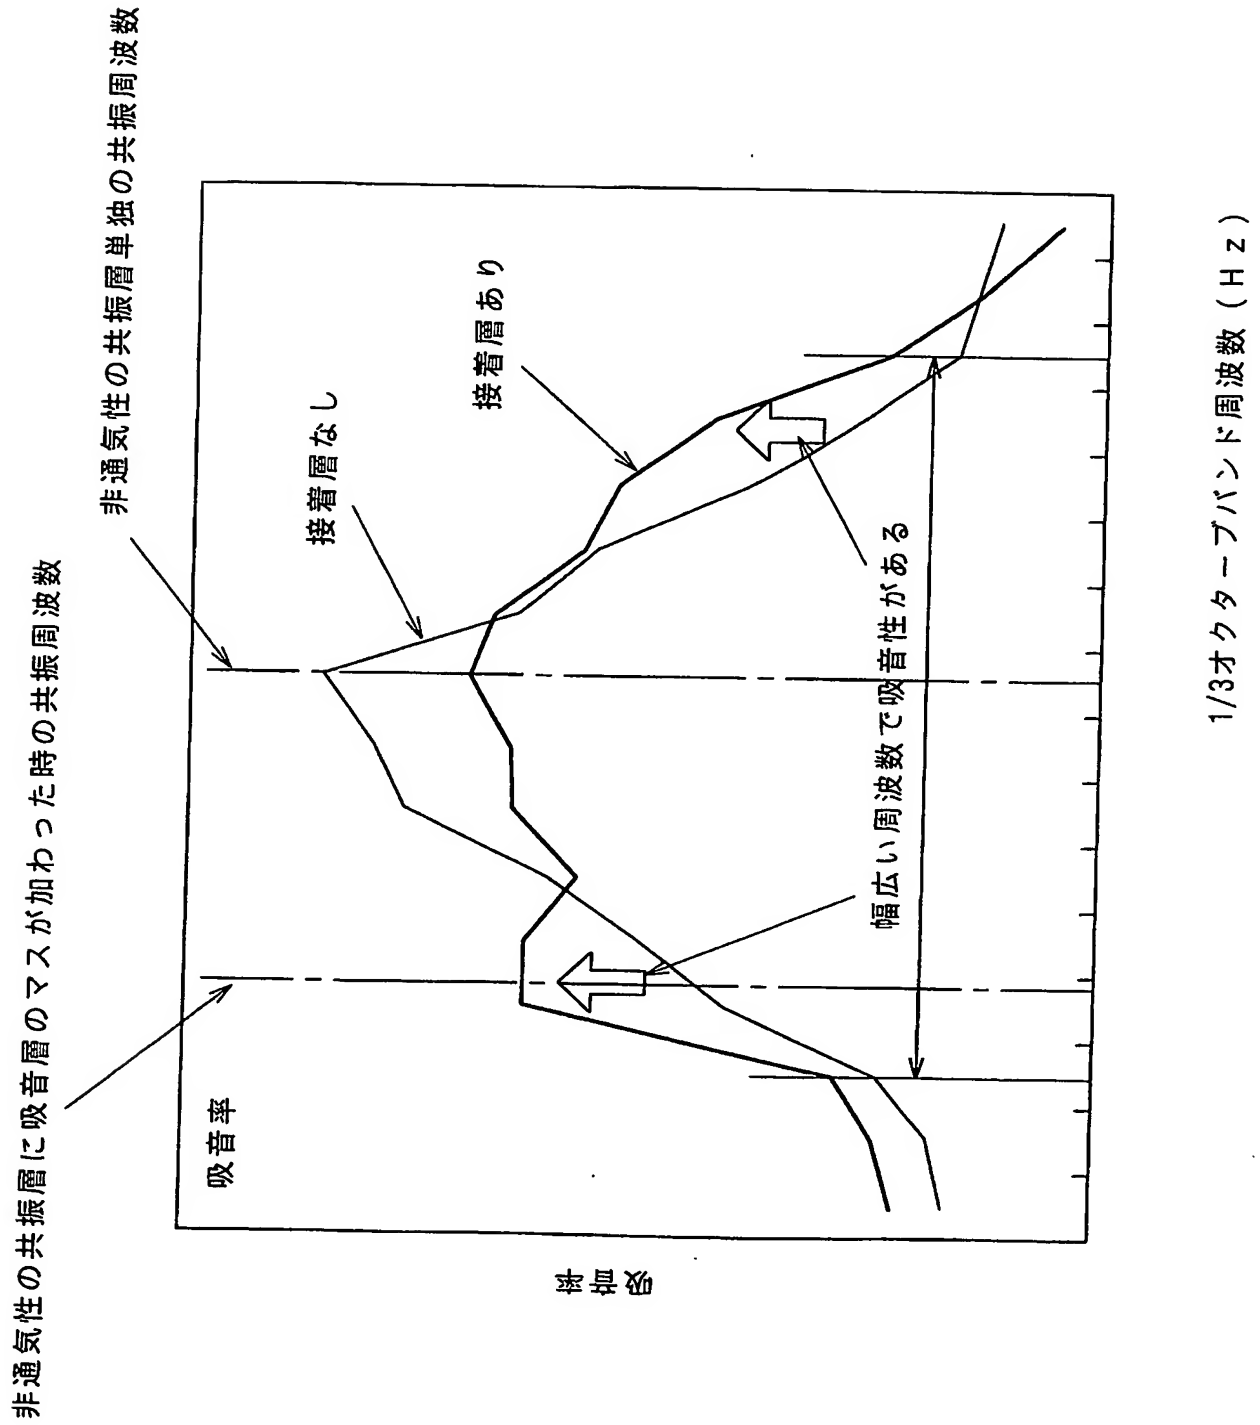 非通気性の共振層に吸音層のマスが加わった時の共振周波数
非通気性の共振層単独の共振周波数
吸音率
接着層なし
接着層あり
幅広い周波数で吸音性がある
吸音率
1/3オクターブバンド周波数(Hz)